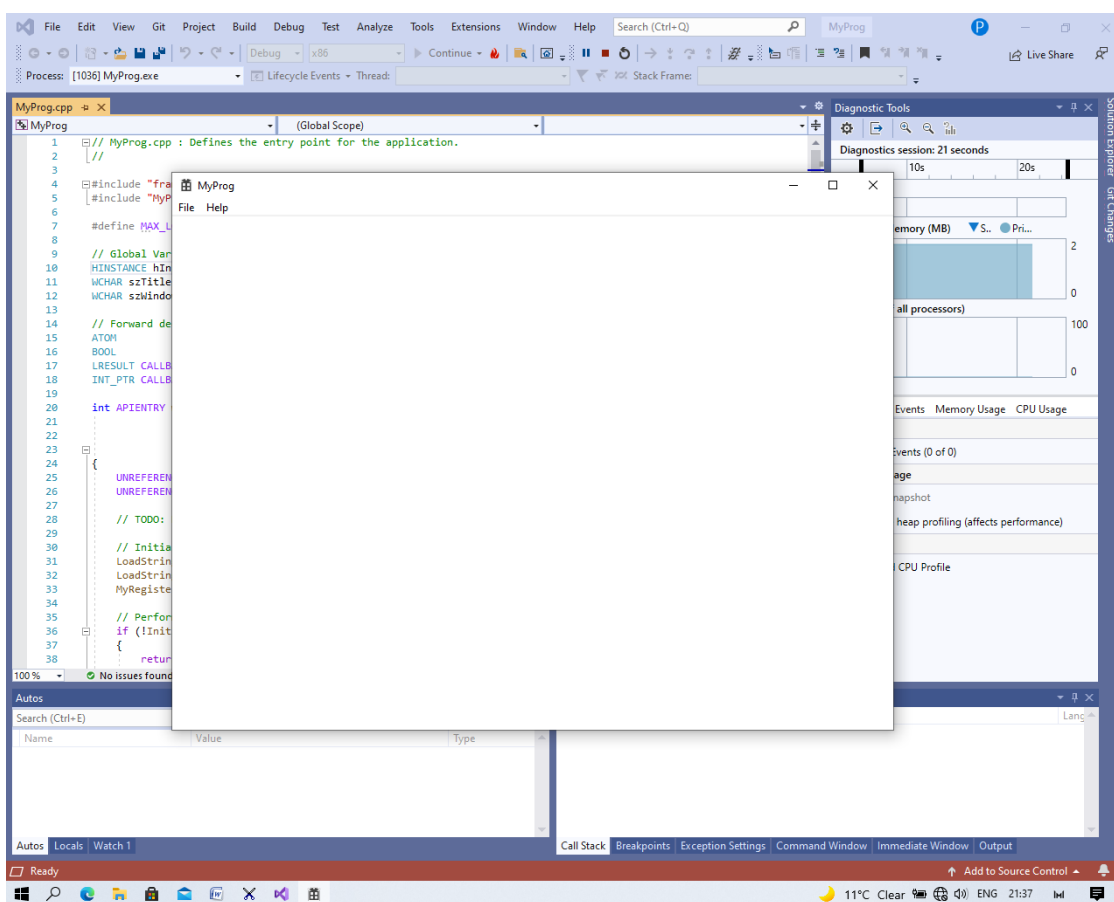 File Edit View Git Project Build Debug Test Analyze Tools Extensions Window Help Search (Ctrl+Q) MyProg P
Debug x86 Continue Live Share
Process: [1036] MyProg.exe Lifecycle Events Thread: Stack Frame:
MyProg.cpp
MyProg (Global Scope)
1 // MyProg.cpp : Defines the entry point for the application.
2 //
3
4 #include "fra
5 #include "MyP
6
7 #define MAX_L
8
9 // Global Var
10 HINSTANCE hIn
11 WCHAR szTitle
12 WCHAR szWindo
13
14 // Forward de
15 ATOM
16 BOOL
17 LRESULT CALLB
18 INT_PTR CALLB
19
20 int APIENTRY
21
22
23
24 {
25 UNREFEREN
26 UNREFEREN
27
28 // TODO:
29
30 // Initia
31 LoadStrin
32 LoadStrin
33 MyRegiste
34
35 // Perfor
36 if (!Init
37 {
38 retur
100 % No issues found
MyProg
File Help
Diagnostic Tools
Diagnostics session: 21 seconds
10s 20s
emory (MB) S.. Pri...
2
0
all processors)
100
0
Events Memory Usage CPU Usage
Events (0 of 0)
age
napshot
heap profiling (affects performance)
l CPU Profile
Solution Explorer
Git Changes
Autos
Search (Ctrl+E)
Name Value Type
Lang
Autos Locals Watch 1
Call Stack Breakpoints Exception Settings Command Window Immediate Window Output
Ready Add to Source Control
11°C Clear ENG 21:37